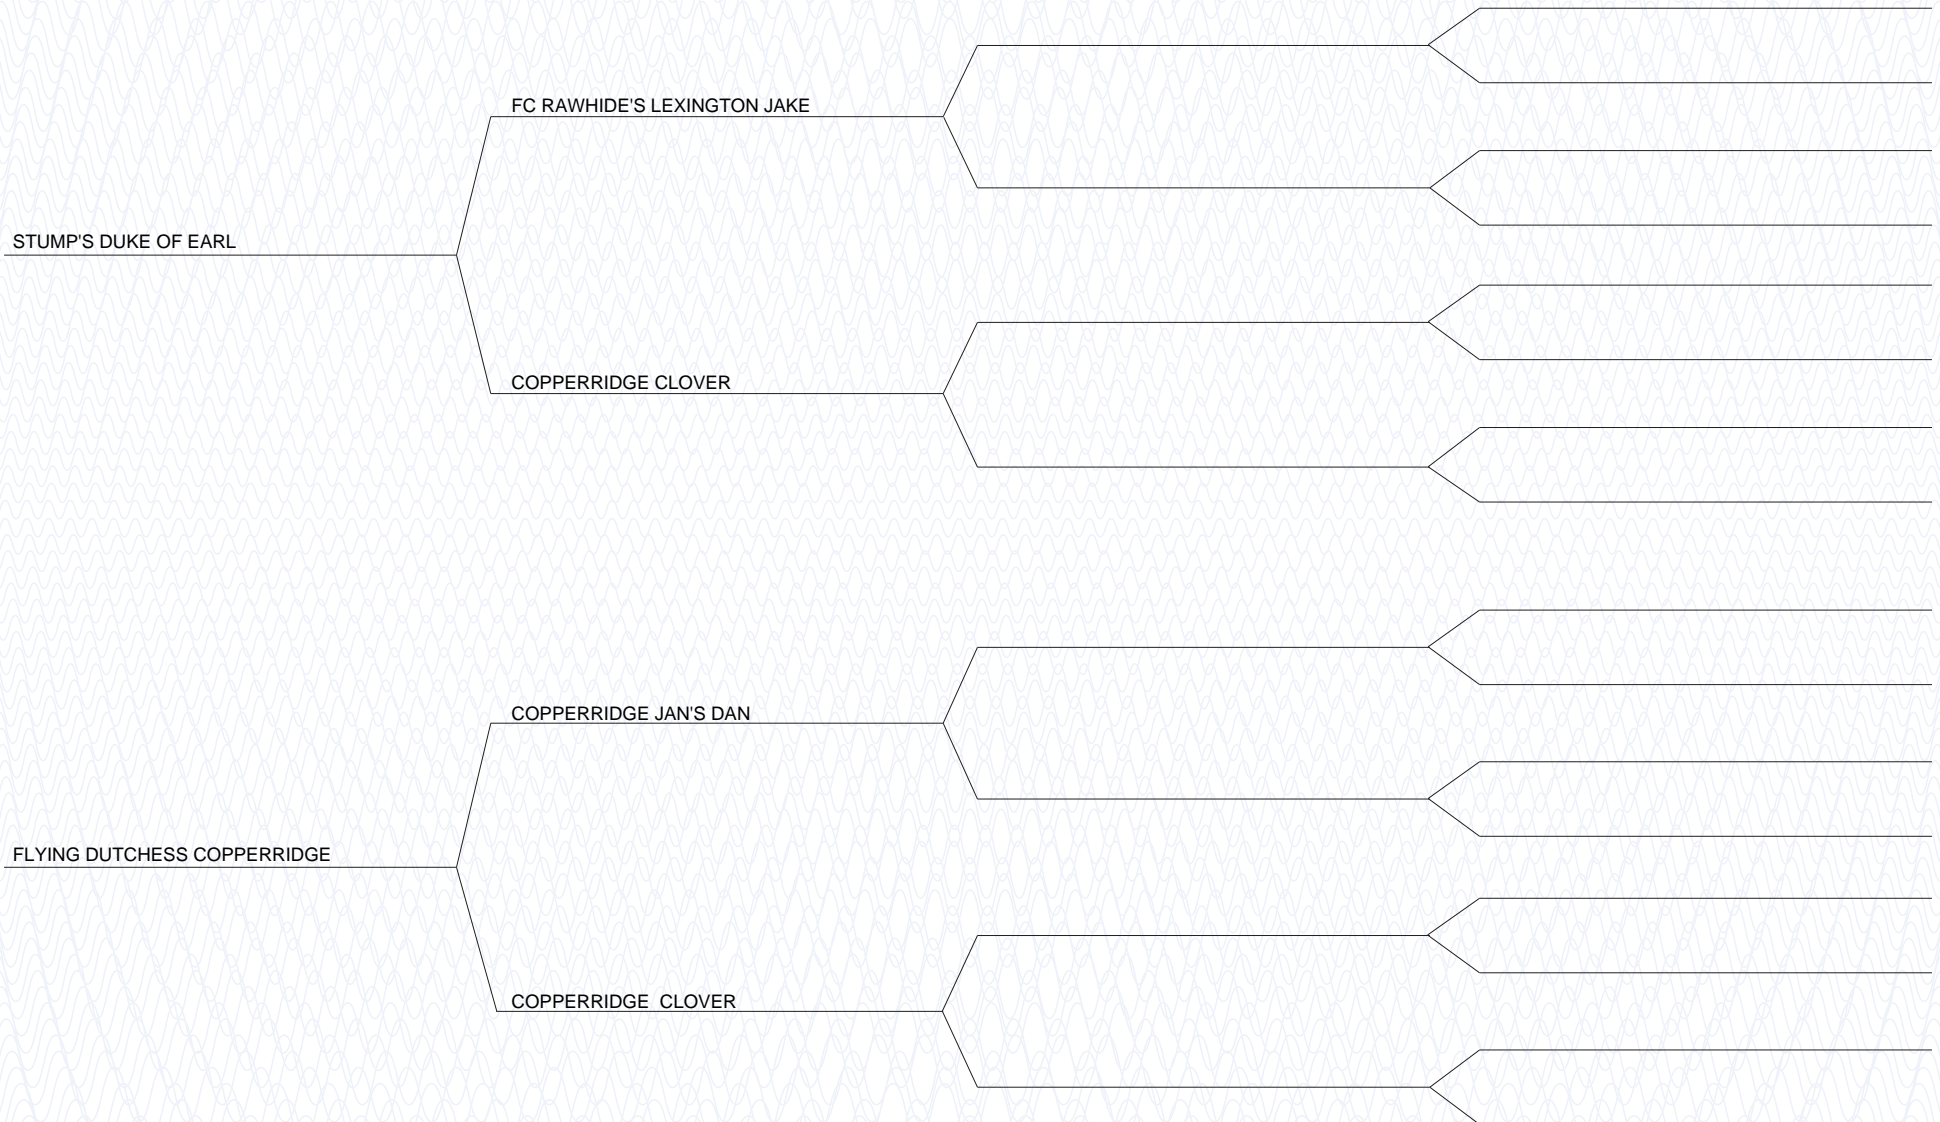 FC RAWHIDE'S LEXINGTON JAKE
STUMP'S DUKE OF EARL
COPPERRIDGE CLOVER
COPPERRIDGE JAN'S DAN
FLYING DUTCHESS COPPERRIDGE
COPPERRIDGE  CLOVER